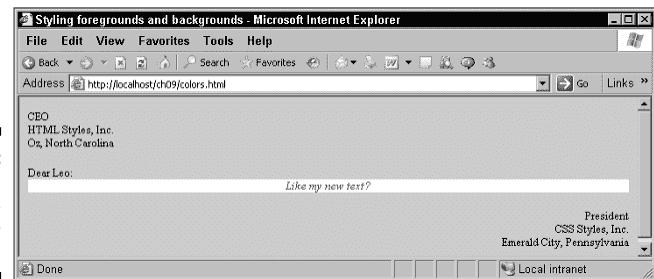 Styling foregrounds and backgrounds - Microsoft Internet Explorer
File Edit View Favorites Tools Help
Back Search Favorites
Address http://localhost/ch09/colors.html Go Links »
CEO
HTML Styles, Inc.
Oz, North Carolina
Dear Leo:
Like my new text?
President
CSS Styles, Inc.
Emerald City, Pennsylvania
Done Local intranet